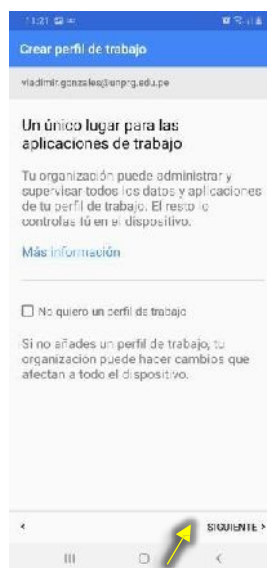 11:21
Crear perfil de trabajo
vladimir.gonzales@unprg.edu.pe
Un único lugar para las
aplicaciones de trabajo
Tu organización puede administrar y
supervisar todos los datos y aplicaciones
de tu perfil de trabajo. El resto lo
controlas tú en el dispositivo.
Más información
No quiero un perfil de trabajo
Si no añades un perfil de trabajo, tu
organización puede hacer cambios que
afectan a todo el dispositivo.
SIGUIENTE